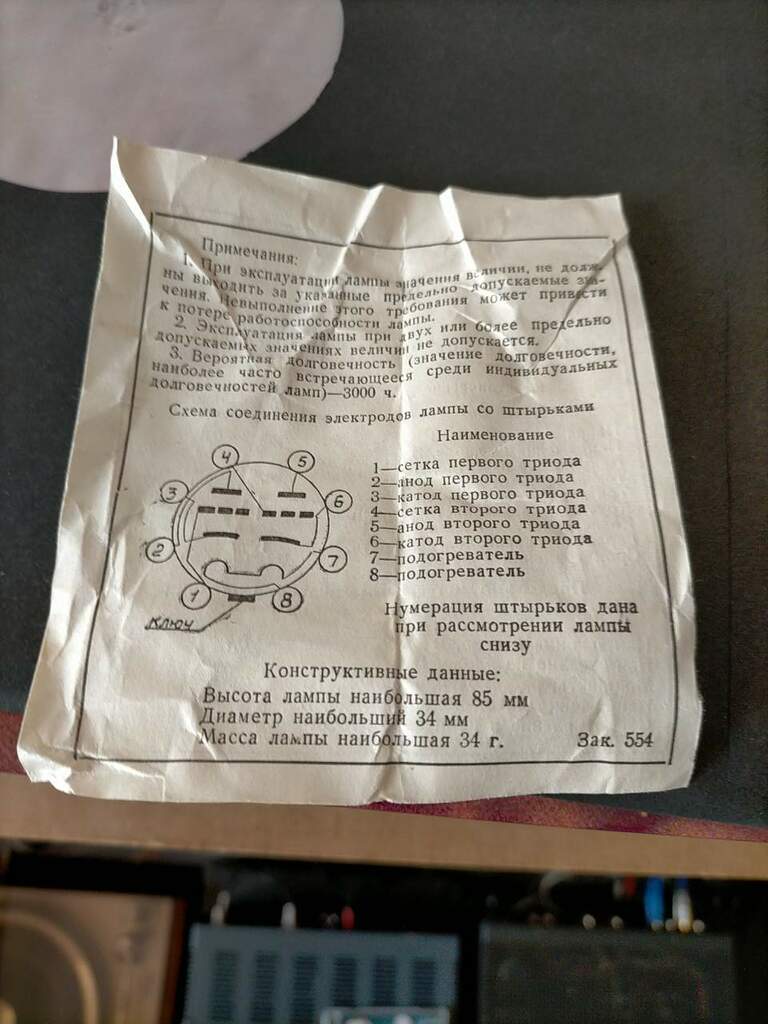 Примечания:
1. При эксплуатации лампы значения величин, не долж-
ны выходить за указанные предельно допускаемые зна-
чения. Невыполнение этого требования может привести
к потере работоспособности лампы.
2. Эксплуатация лампы при двух или более предельно
допускаемых значениях величин не допускается.
3. Вероятная долговечность (значение долговечности,
наиболее часто встречающееся среди индивидуальных
долговечностей ламп)—3000 ч.
Схема соединения электродов лампы со штырьками
Наименование
1—сетка первого триода
2—анод первого триода
3—катод первого триода
4—сетка второго триода
5—анод второго триода
6—катод второго триода
7—подогреватель
8—подогреватель
4 5
3 6
2 7
1 8
ключ
Нумерация штырьков дана
при рассмотрении лампы
снизу
Конструктивные данные:
Высота лампы наибольшая 85 мм
Диаметр наибольший 34 мм
Масса лампы наибольшая 34 г. Зак. 554